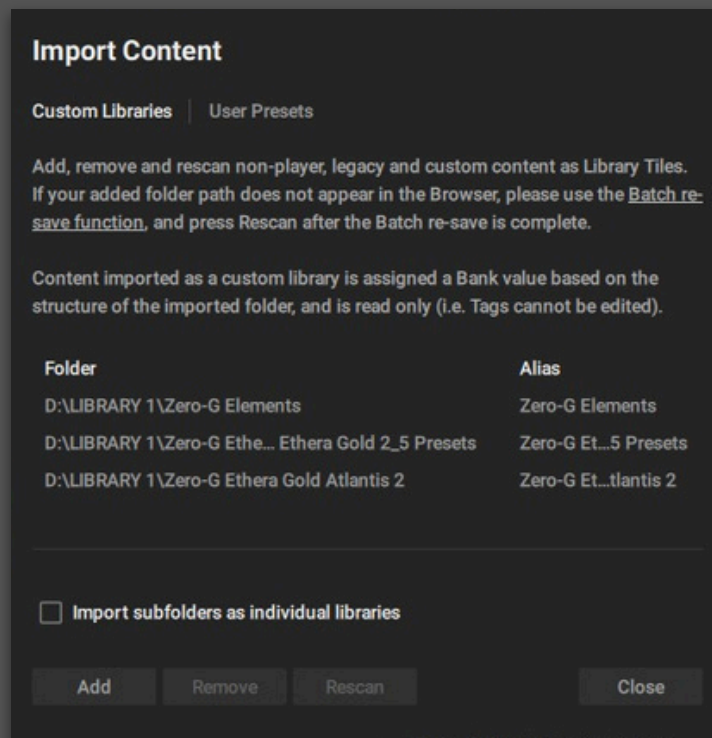 Import Content
Custom Libraries | User Presets
Add, remove and rescan non-player, legacy and custom content as Library Tiles.
If your added folder path does not appear in the Browser, please use the Batch re-
save function, and press Rescan after the Batch re-save is complete.
Content imported as a custom library is assigned a Bank value based on the
structure of the imported folder, and is read only (i.e. Tags cannot be edited).
Folder Alias
D:\LIBRARY 1\Zero-G Elements Zero-G Elements
D:\LIBRARY 1\Zero-G Ethe... Ethera Gold 2_5 Presets Zero-G Et...5 Presets
D:\LIBRARY 1\Zero-G Ethera Gold Atlantis 2 Zero-G Et...tlantis 2
Import subfolders as individual libraries
Add Remove Rescan Close